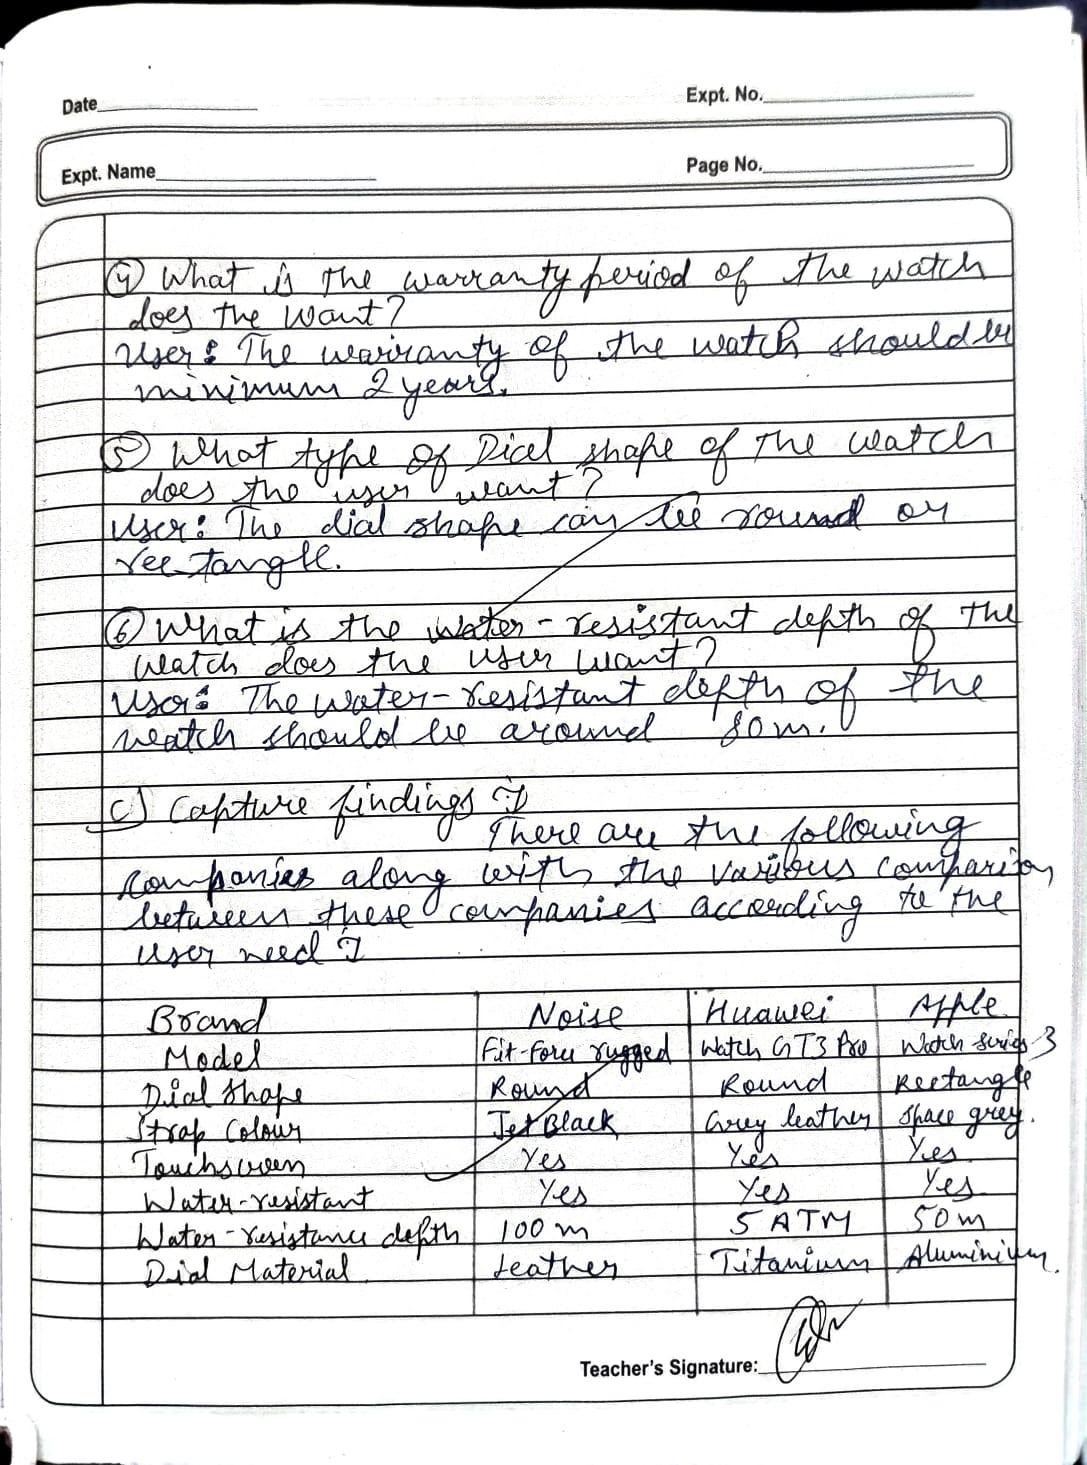 Date
Expt. No.
Expt. Name
Page No.
4) What is the warranty period of the watch
does the want?
User: The warranty of the watch should be
minimum 2 years.
5) What type of Dial shape of the watch
does the user want?
User: The dial shape can be round or
rectangle.
6) What is the water-resistant depth of the
watch does the user want?
User: The water-resistant depth of the
watch should be around 80m.
c) Capture findings :-
There are the following
companies along with the various comparison
between these companies according to the
user need :-
Brand Noise Huawei Apple
Model Fit-Force rugged Watch GT3 Pro Watch series 3
Dial Shape Round Round Rectangle
Strap Colour Jet Black Grey leather Space grey.
Touchscreen Yes Yes Yes
Water-resistant Yes Yes Yes
Water-resistance depth 100 m 5 ATM 50 m
Dial Material Leather Titanium Aluminium.
Teacher's Signature: